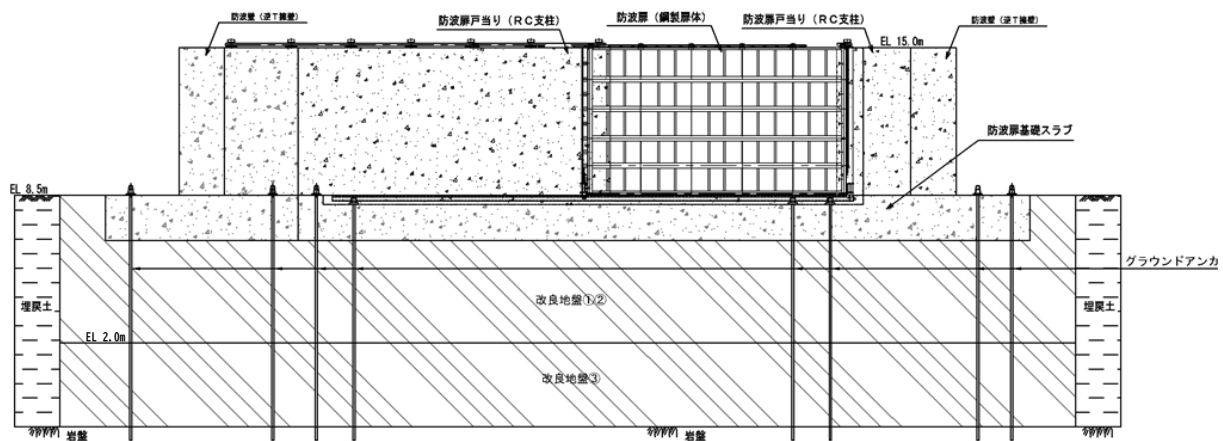 防波壁（逆Ｔ擁壁）
防波扉戸当り（ＲＣ支柱）
防波扉（鋼製扉体）
防波扉戸当り（ＲＣ支柱）
防波壁（逆Ｔ擁壁）
EL 15.0m
防波扉基礎スラブ
EL 8.5m
グラウンドアンカ
改良地盤①②
埋戻土
埋戻土
EL 2.0m
改良地盤③
岩盤
岩盤